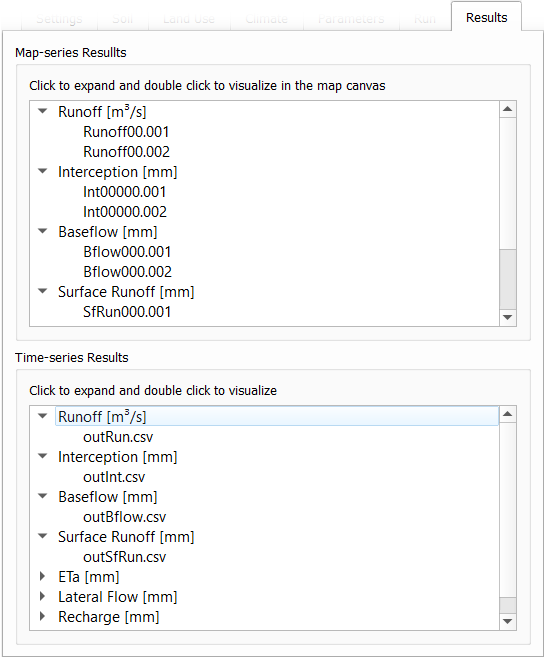 Settings Soil Land Use Climate Parameters Run Results
Map-series Resullts
Click to expand and double click to visualize in the map canvas
Runoff [m³/s]
Runoff00.001
Runoff00.002
Interception [mm]
Int00000.001
Int00000.002
Baseflow [mm]
Bflow000.001
Bflow000.002
Surface Runoff [mm]
SfRun000.001
Time-series Results
Click to expand and double click to visualize
Runoff [m³/s]
outRun.csv
Interception [mm]
outInt.csv
Baseflow [mm]
outBflow.csv
Surface Runoff [mm]
outSfRun.csv
ETa [mm]
Lateral Flow [mm]
Recharge [mm]